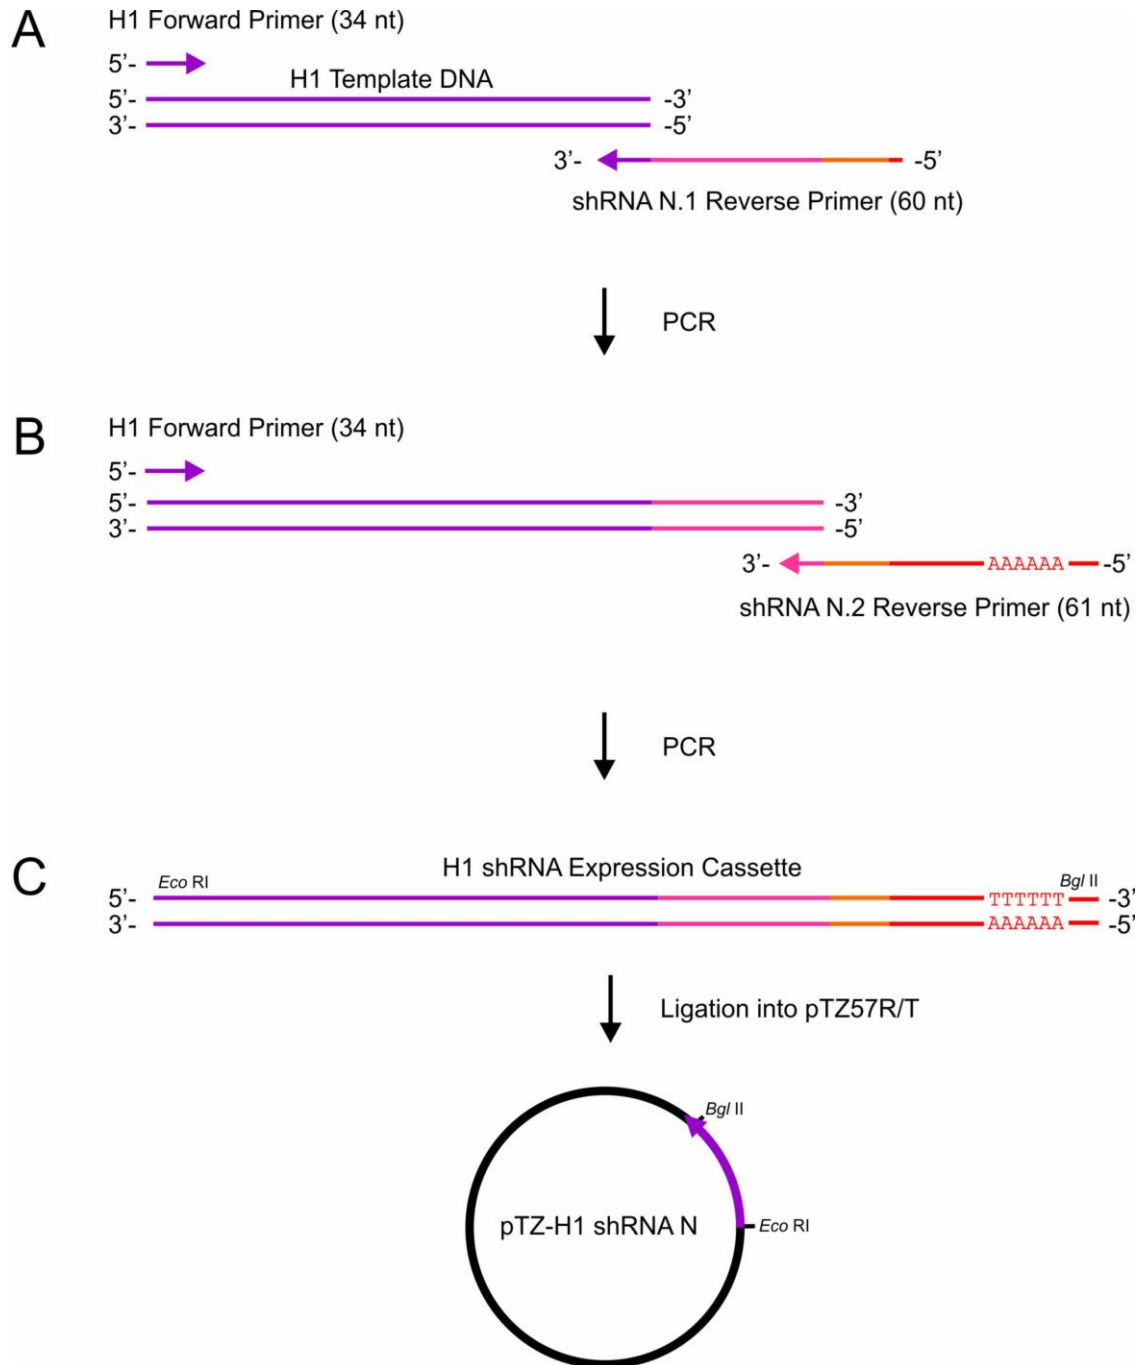 A
H1 Forward Primer (34 nt)
5’-
H1 Template DNA
5’- -3’
3’- -5’
3’- -5’
shRNA N.1 Reverse Primer (60 nt)
PCR
B
H1 Forward Primer (34 nt)
5’-
5’- -3’
3’- -5’
3’- AAAAAA -5’
shRNA N.2 Reverse Primer (61 nt)
PCR
C
H1 shRNA Expression Cassette
Eco RI Bgl II
5’- TTTTTT -3’
3’- AAAAAA -5’
Ligation into pTZ57R/T
Bgl II
pTZ-H1 shRNA N
Eco RI